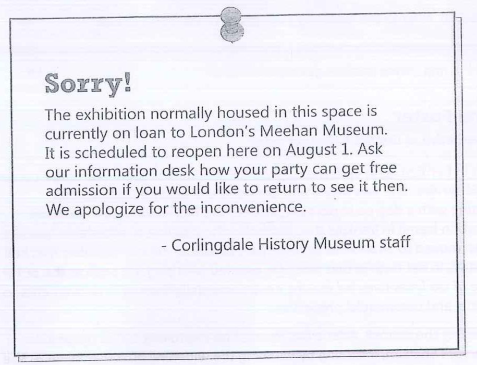 Sorry!
The exhibition normally housed in this space is
currently on loan to London's Meehan Museum.
It is scheduled to reopen here on August 1. Ask
our information desk how your party can get free
admission if you would like to return to see it then.
We apologize for the inconvenience.
- Corlingdale History Museum staff